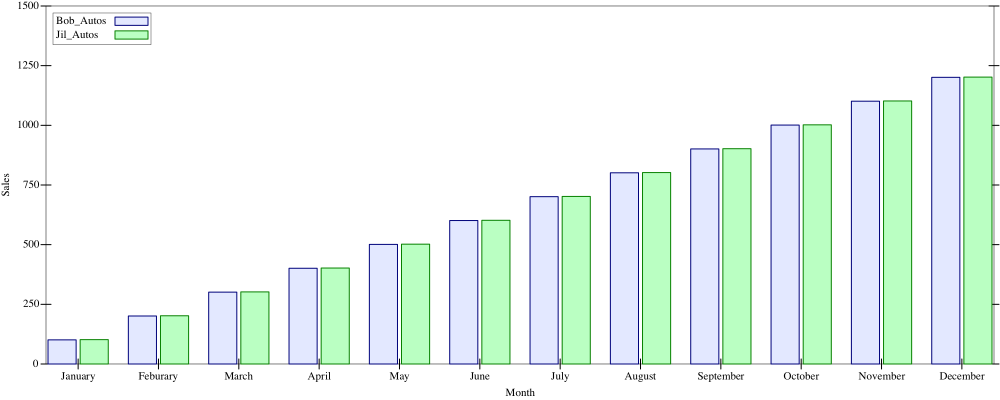 1500
Bob_Autos
Jil_Autos
1250
1000
750
Sales
500
250
0
January Feburary March April May June July August September October November December
Month